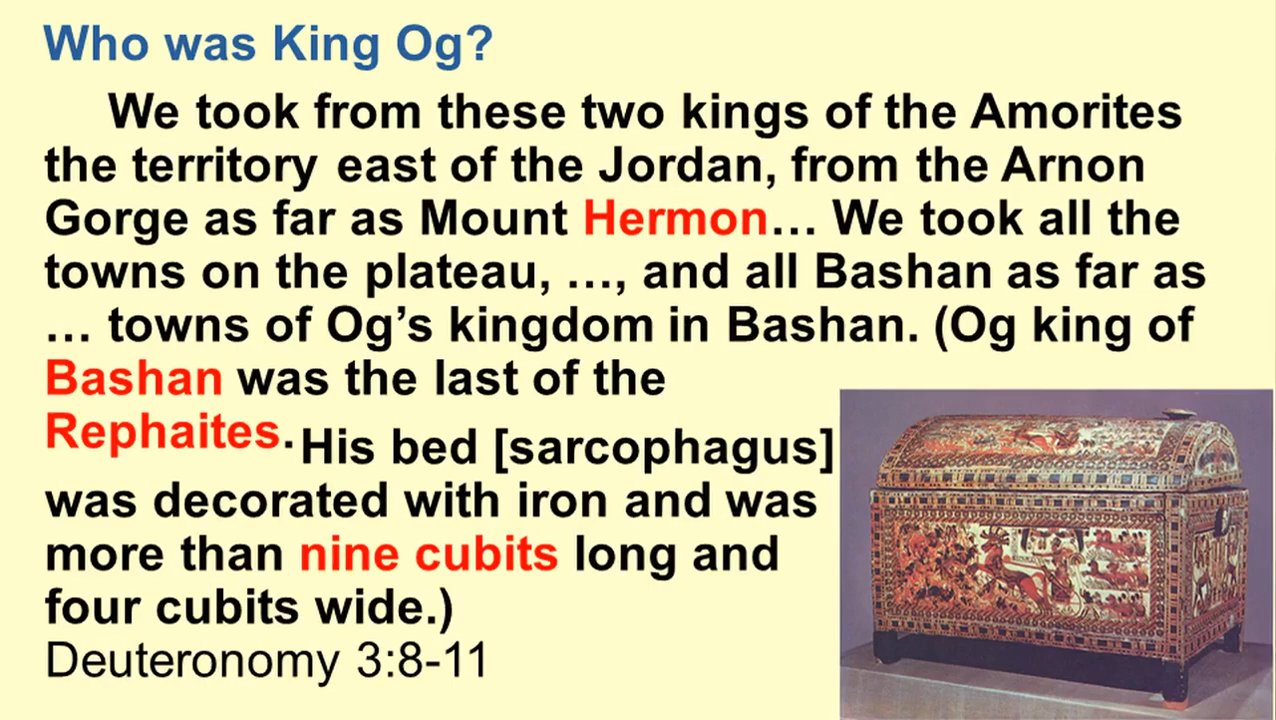 Who was King Og?
We took from these two kings of the Amorites
the territory east of the Jordan, from the Arnon
Gorge as far as Mount Hermon… We took all the
towns on the plateau, …, and all Bashan as far as
… towns of Og’s kingdom in Bashan. (Og king of
Bashan was the last of the
Rephaites. His bed [sarcophagus]
was decorated with iron and was
more than nine cubits long and
four cubits wide.)
Deuteronomy 3:8-11